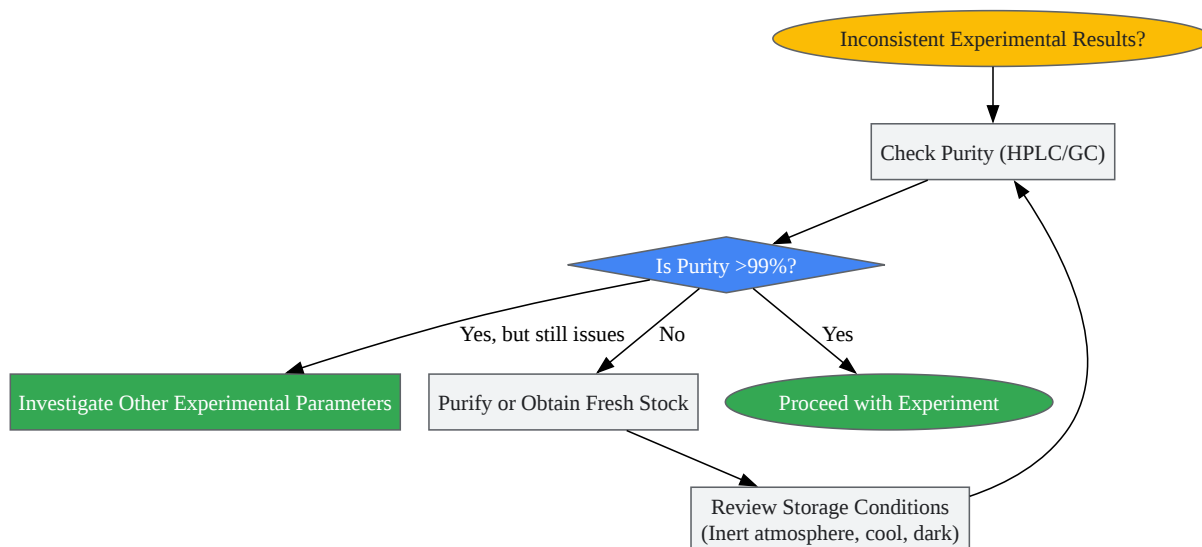 Inconsistent Experimental Results?
Check Purity (HPLC/GC)
Is Purity >99%?
Yes, but still issues
No
Yes
Investigate Other Experimental Parameters
Purify or Obtain Fresh Stock
Proceed with Experiment
Review Storage Conditions
(Inert atmosphere, cool, dark)